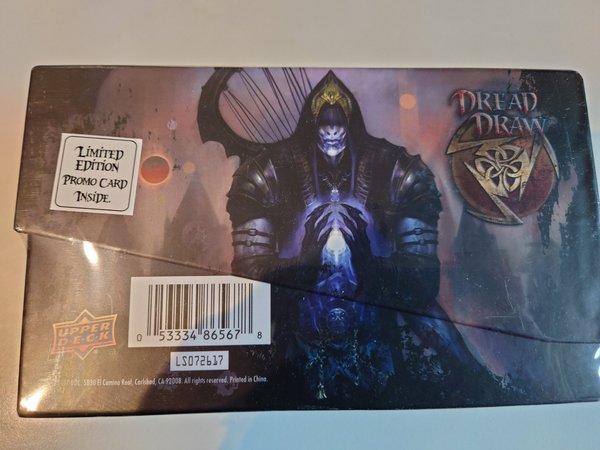 DREAD
DRAW
LIMITED
EDITION
PROMO CARD
INSIDE.
UPPER
D.E.C.K
0 53334 86567 8
LS072617
UDC. 5830 El Camino Real, Carlsbad, CA 92008. All rights reserved. Printed in China.